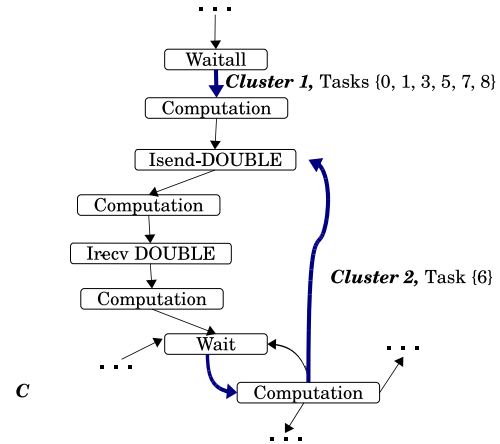 Waitall
Cluster 1, Tasks {0, 1, 3, 5, 7, 8}
Computation
Isend-DOUBLE
Computation
Irecv DOUBLE
Cluster 2, Task {6}
Computation
Wait
C
Computation